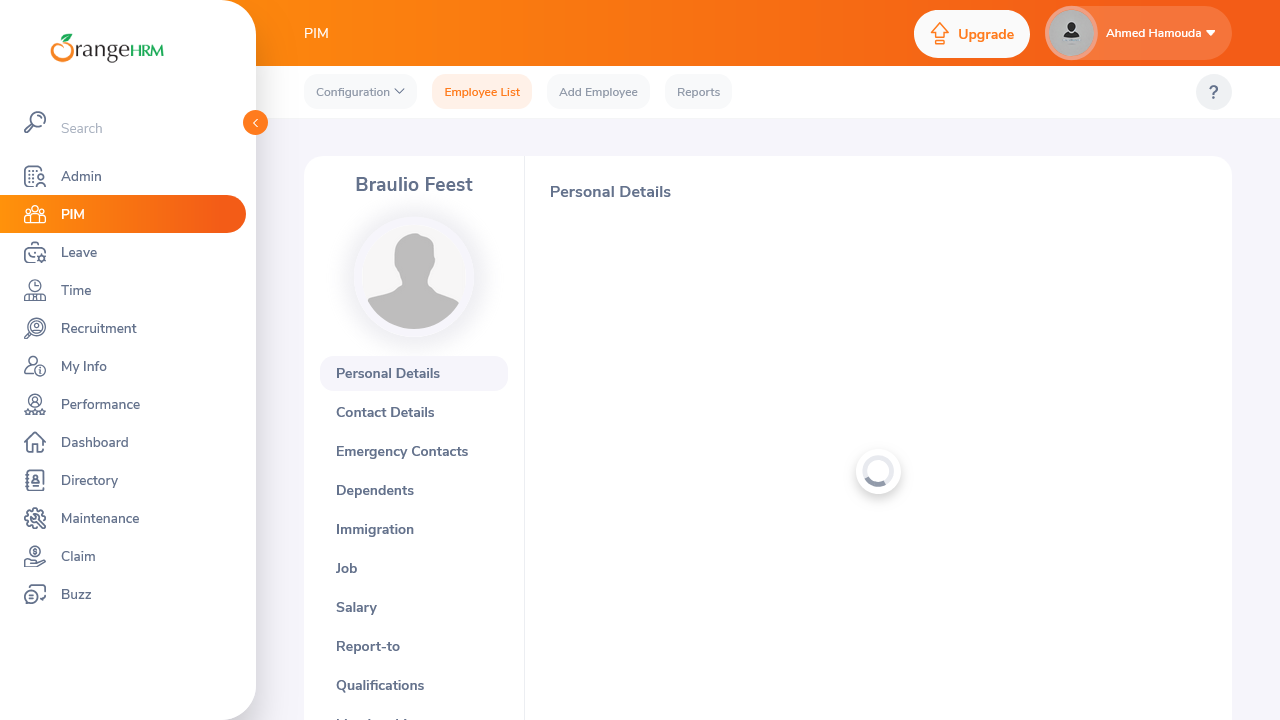 OrangeHRM
PIM
Upgrade
Ahmed Hamouda
Configuration
Employee List
Add Employee
Reports
?
Search
Admin
PIM
Leave
Time
Recruitment
My Info
Performance
Dashboard
Directory
Maintenance
Claim
Buzz
Braulio Feest
Personal Details
Contact Details
Emergency Contacts
Dependents
Immigration
Job
Salary
Report-to
Qualifications
Personal Details